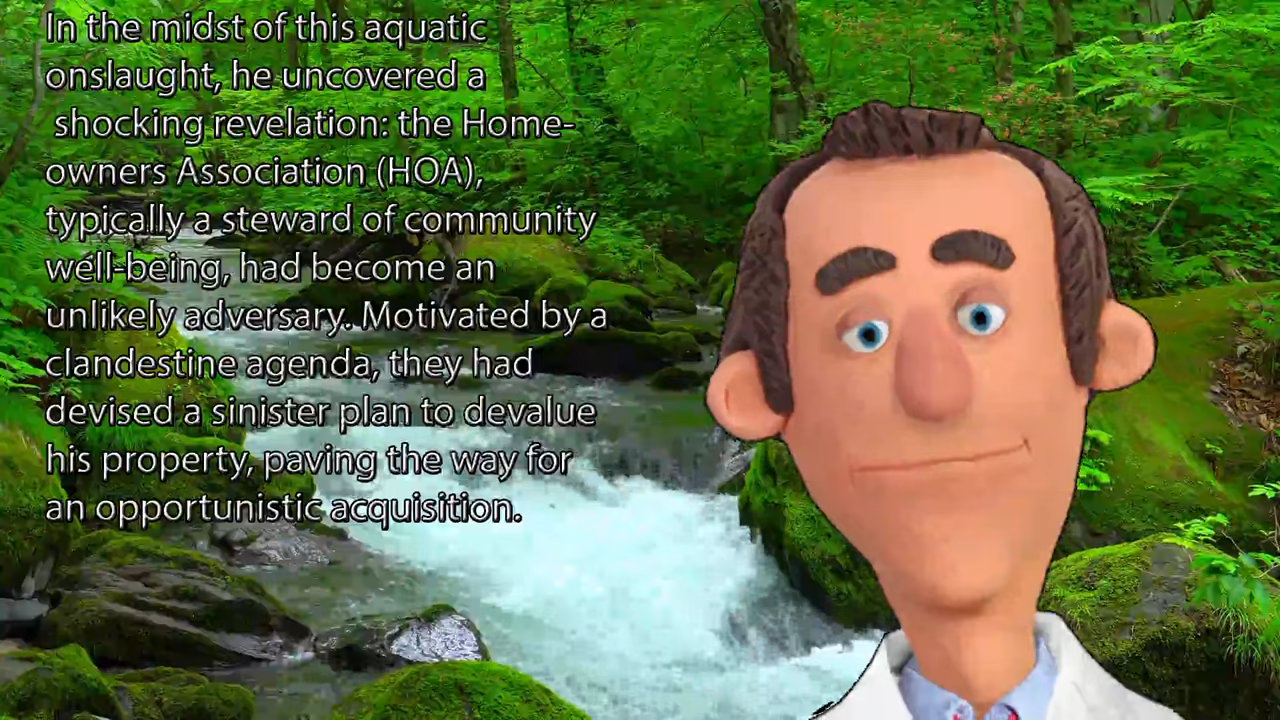 In the midst of this aquatic
onslaught, he uncovered a
shocking revelation: the Home-
owners Association (HOA),
typically a steward of community
well-being, had become an
unlikely adversary. Motivated by a
clandestine agenda, they had
devised a sinister plan to devalue
his property, paving the way for
an opportunistic acquisition.